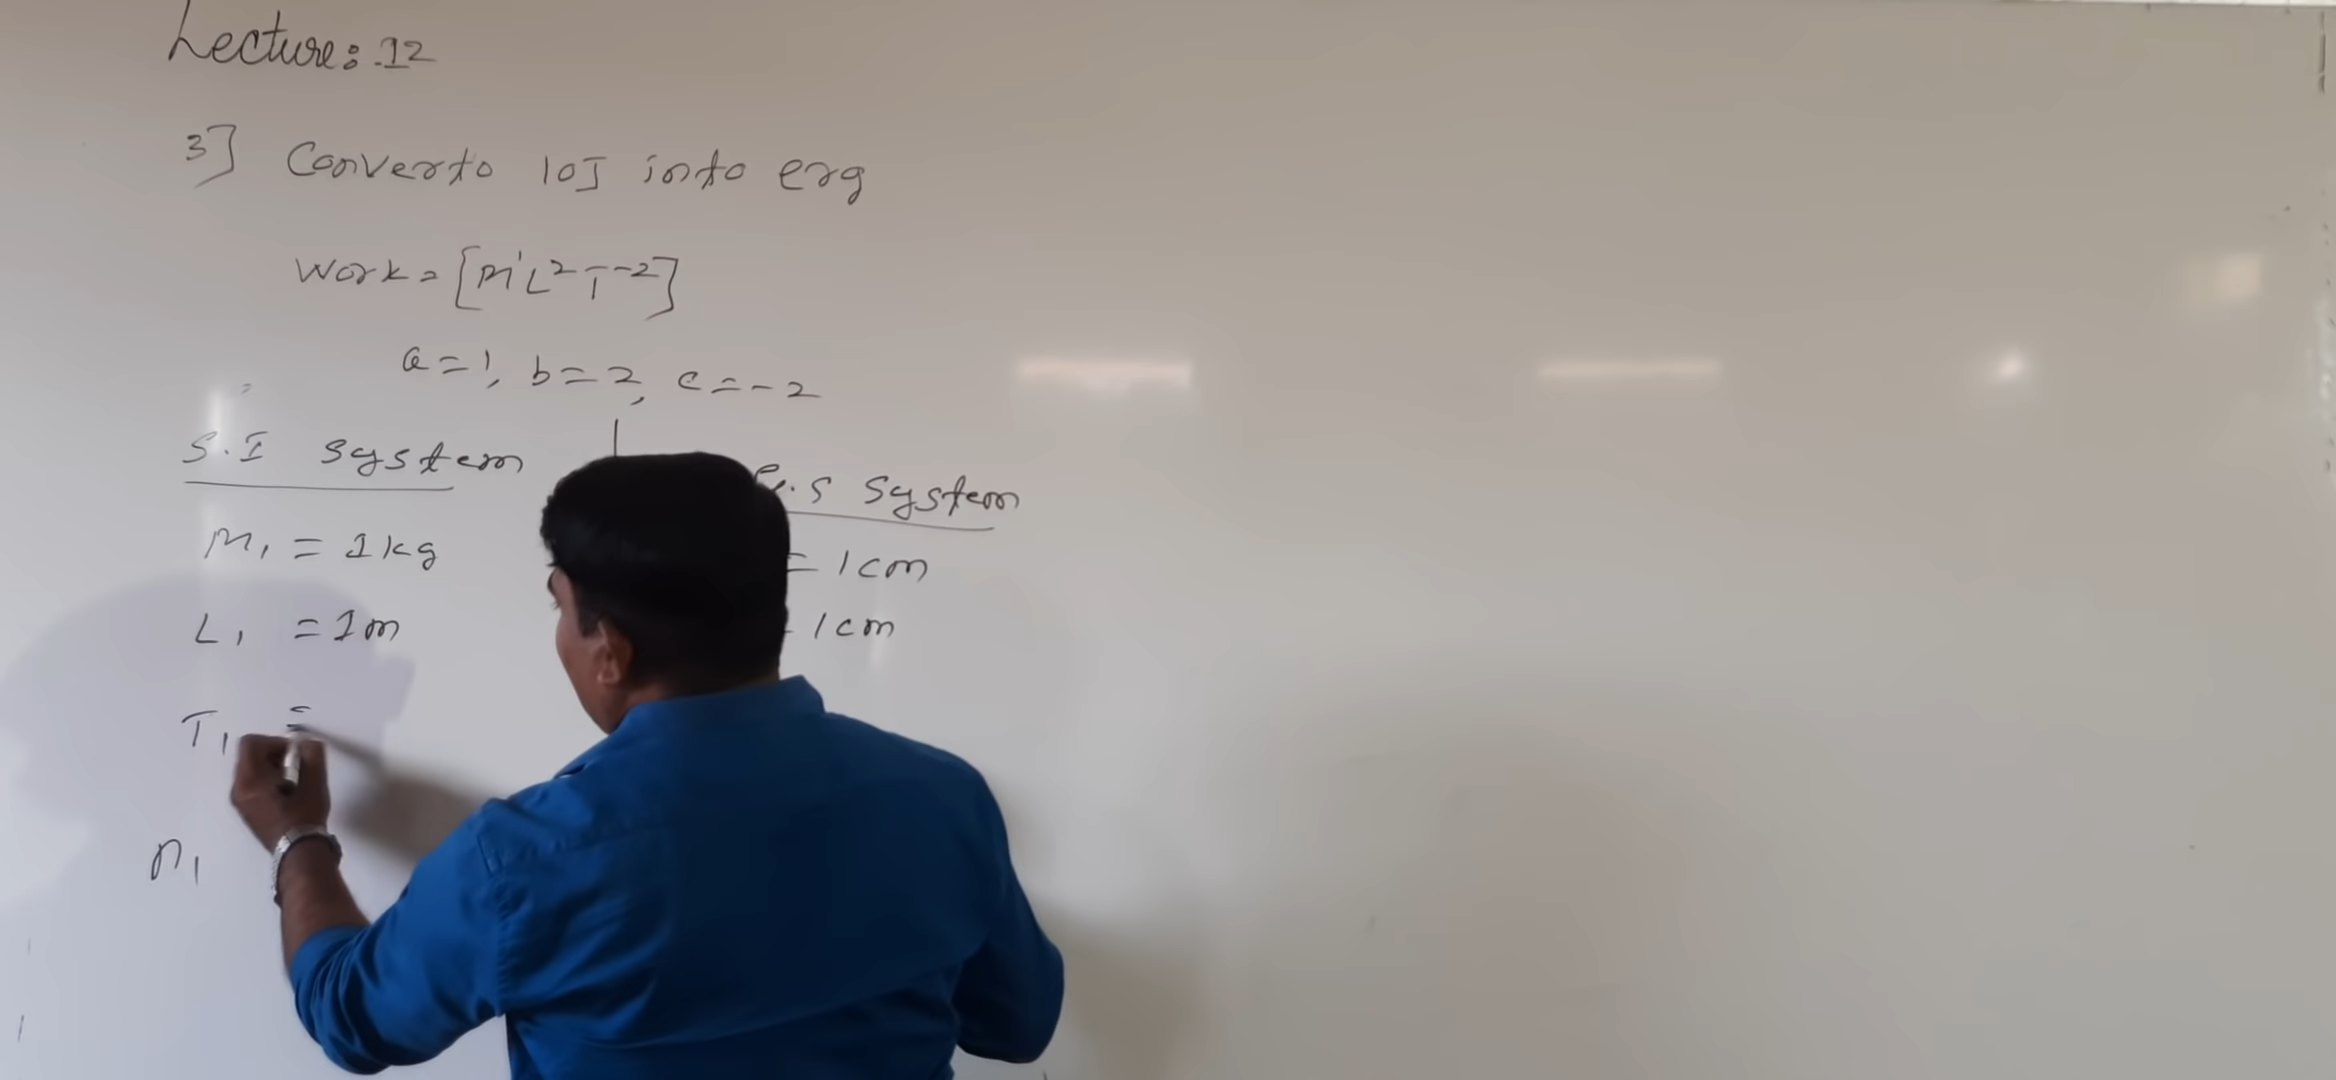 Lecture: 12
3] Converto 10J into erg
Work = [M¹L²T⁻²]
a=1, b=2, c=-2
S.I system
.S system
M₁ = 1kg
= 1cm
L₁ = 1m
1cm
T₁ =
n₁